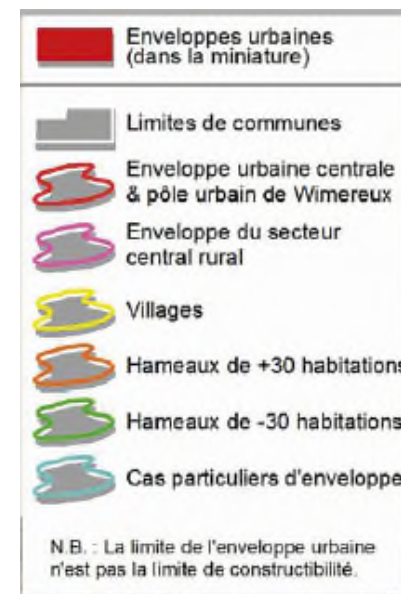 Enveloppes urbaines
(dans la miniature)
Limites de communes
Enveloppe urbaine centrale
& pôle urbain de Wimereux
Enveloppe du secteur
central rural
Villages
Hameaux de +30 habitations
Hameaux de -30 habitations
Cas particuliers d'enveloppe
N.B. : La limite de l'enveloppe urbaine
n'est pas la limite de constructibilité.